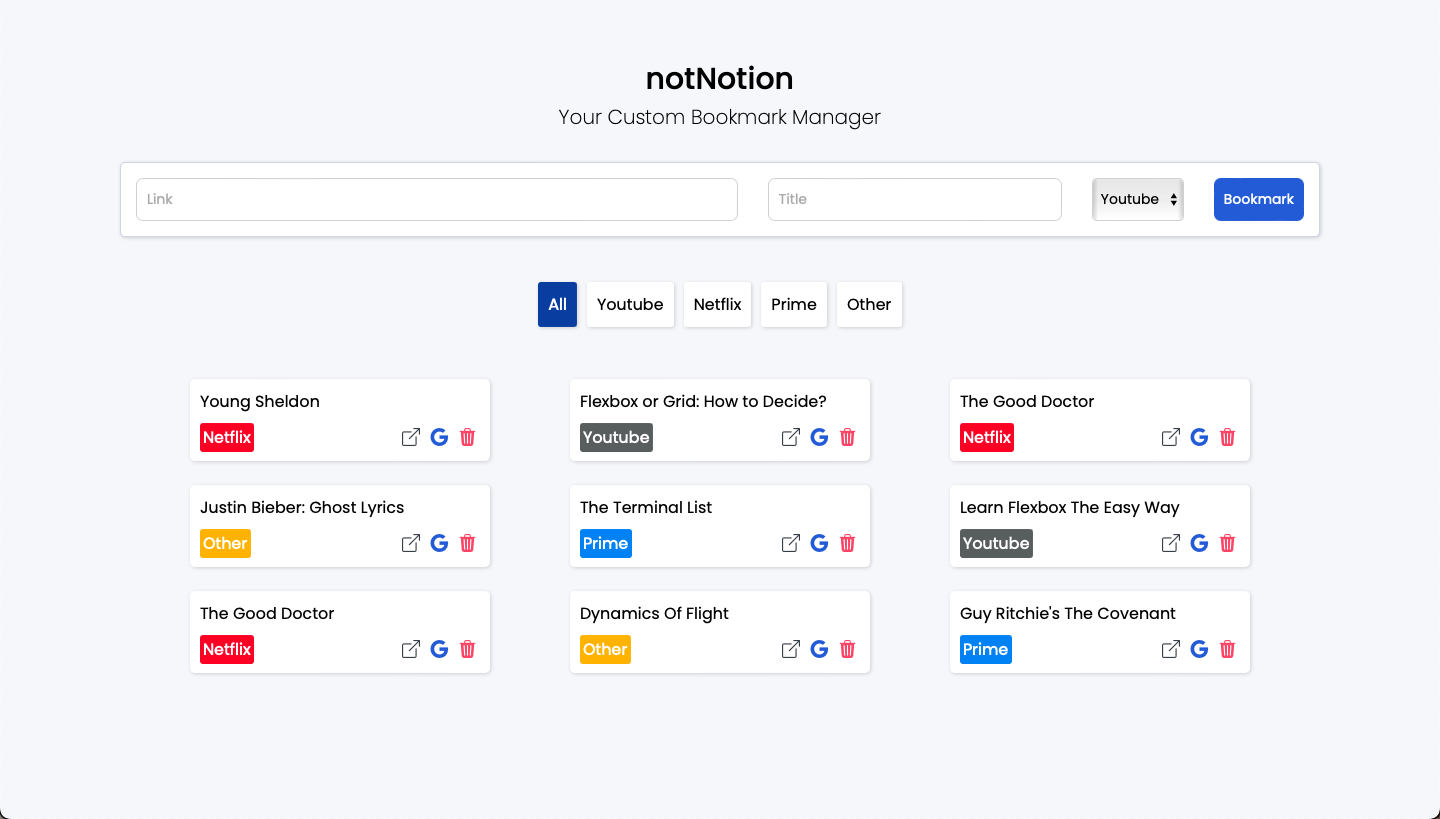 notNotion
Your Custom Bookmark Manager
Link
Title
Youtube
Bookmark
All
Youtube
Netflix
Prime
Other
Young Sheldon
Netflix
Flexbox or Grid: How to Decide?
Youtube
The Good Doctor
Netflix
Justin Bieber: Ghost Lyrics
Other
The Terminal List
Prime
Learn Flexbox The Easy Way
Youtube
The Good Doctor
Netflix
Dynamics Of Flight
Other
Guy Ritchie's The Covenant
Prime